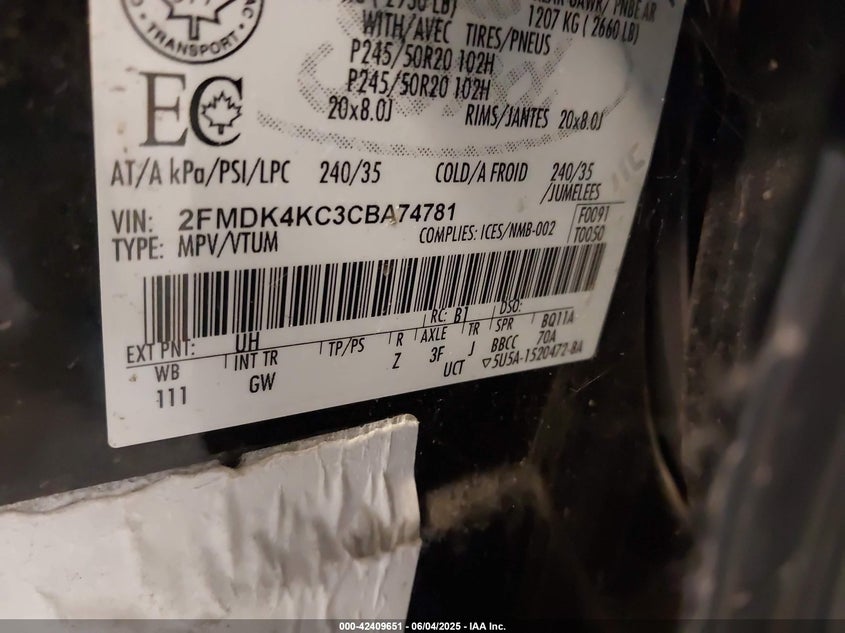 TRANSPORT
1207 KG ( 2660 LB)
WITH/AVEC TIRES/PNEUS
P245/50R20 102H
P245/50R20 102H
20x8.0J RIMS/JANTES 20x8.0J
EC
AT/A kPa/PSI/LPC 240/35 COLD/A FROID 240/35
/JUMELEES
VIN: 2FMDK4KC3CBA74781 F0091
TYPE: MPV/VTUM COMPLIES: ICES/NMB-002 T0050
EXT PNT: UH RC: B1 DSO:
WB INT TR TP/PS R AXLE TR SPR BQ11A
111 GW Z 3F J BBCC 70A
UCT 5U5A-1520472-BA
000-42409651 - 06/04/2025 - IAA Inc.